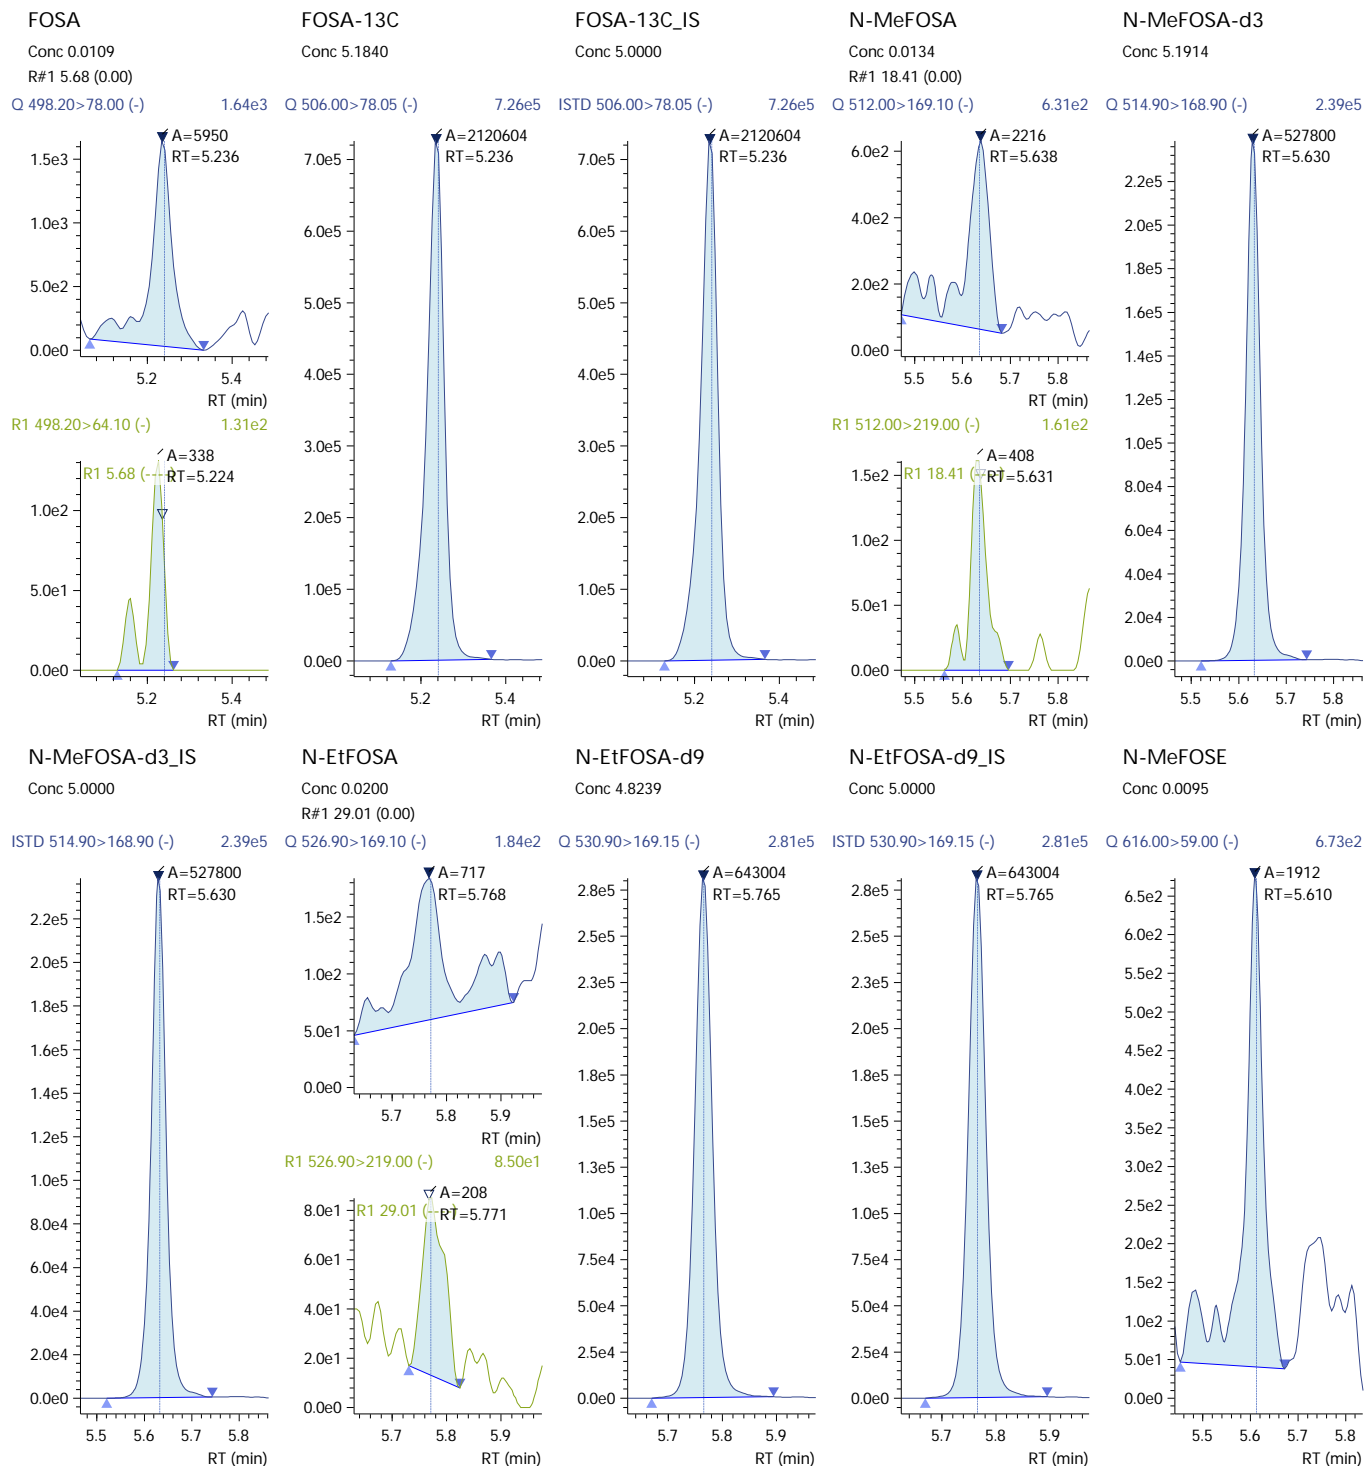 FOSA
Conc 0.0109
R#1 5.68 (0.00)
Q 498.20>78.00 (-) 1.64e3
A=5950
RT=5.236
1.5e3
1.0e3
5.0e2
0.0e0
5.2 5.4
RT (min)
R1 498.20>64.10 (-) 1.31e2
A=338
R1 5.68 (
RT=5.224
1.0e2
5.0e1
0.0e0
5.2 5.4
RT (min)
FOSA-13C
Conc 5.1840
Q 506.00>78.05 (-) 7.26e5
A=2120604
RT=5.236
7.0e5
6.0e5
5.0e5
4.0e5
3.0e5
2.0e5
1.0e5
0.0e0
5.2 5.4
RT (min)
FOSA-13C_IS
Conc 5.0000
ISTD 506.00>78.05 (-) 7.26e5
A=2120604
RT=5.236
7.0e5
6.0e5
5.0e5
4.0e5
3.0e5
2.0e5
1.0e5
0.0e0
5.2 5.4
RT (min)
N-MeFOSA
Conc 0.0134
R#1 18.41 (0.00)
Q 512.00>169.10 (-) 6.31e2
A=2216
RT=5.638
6.0e2
4.0e2
2.0e2
0.0e0
5.5 5.6 5.7 5.8
RT (min)
R1 512.00>219.00 (-) 1.61e2
A=408
R1 18.41 (
RT=5.631
1.5e2
1.0e2
5.0e1
0.0e0
5.5 5.6 5.7 5.8
RT (min)
N-MeFOSA-d3
Conc 5.1914
Q 514.90>168.90 (-) 2.39e5
A=527800
RT=5.630
2.2e5
2.0e5
1.8e5
1.6e5
1.4e5
1.2e5
1.0e5
8.0e4
6.0e4
4.0e4
2.0e4
0.0e0
5.5 5.6 5.7 5.8
RT (min)
N-MeFOSA-d3_IS
Conc 5.0000
ISTD 514.90>168.90 (-) 2.39e5
A=527800
RT=5.630
2.2e5
2.0e5
1.8e5
1.6e5
1.4e5
1.2e5
1.0e5
8.0e4
6.0e4
4.0e4
2.0e4
0.0e0
5.5 5.6 5.7 5.8
RT (min)
N-EtFOSA
Conc 0.0200
R#1 29.01 (0.00)
Q 526.90>169.10 (-) 1.84e2
A=717
RT=5.768
1.5e2
1.0e2
5.0e1
0.0e0
5.7 5.8 5.9
RT (min)
R1 526.90>219.00 (-) 8.50e1
A=208
R1 29.01 (
RT=5.771
8.0e1
6.0e1
4.0e1
2.0e1
0.0e0
5.7 5.8 5.9
RT (min)
N-EtFOSA-d9
Conc 4.8239
Q 530.90>169.15 (-) 2.81e5
A=643004
RT=5.765
2.8e5
2.5e5
2.3e5
2.0e5
1.8e5
1.5e5
1.3e5
1.0e5
7.5e4
5.0e4
2.5e4
0.0e0
5.7 5.8 5.9
RT (min)
N-EtFOSA-d9_IS
Conc 5.0000
ISTD 530.90>169.15 (-) 2.81e5
A=643004
RT=5.765
2.8e5
2.5e5
2.3e5
2.0e5
1.8e5
1.5e5
1.3e5
1.0e5
7.5e4
5.0e4
2.5e4
0.0e0
5.7 5.8 5.9
RT (min)
N-MeFOSE
Conc 0.0095
Q 616.00>59.00 (-) 6.73e2
A=1912
RT=5.610
6.5e2
6.0e2
5.5e2
5.0e2
4.5e2
4.0e2
3.5e2
3.0e2
2.5e2
2.0e2
1.5e2
1.0e2
5.0e1
0.0e0
5.5 5.6 5.7 5.8
RT (min)